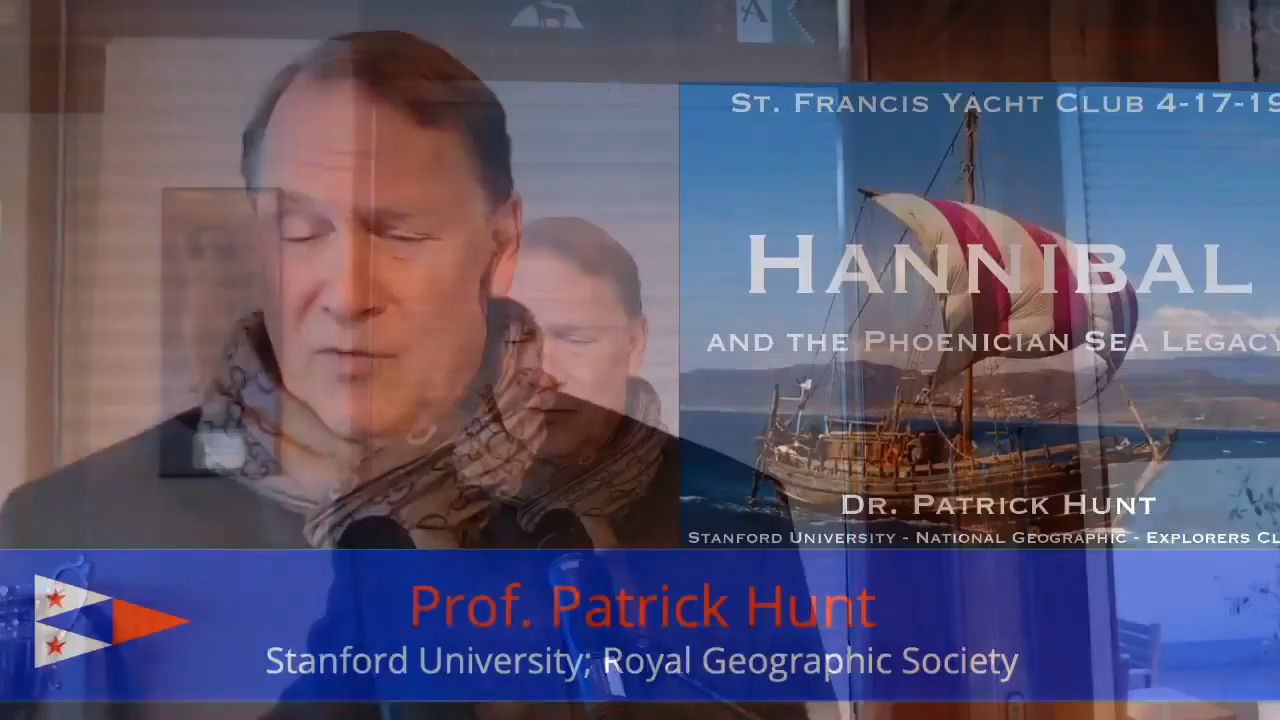 A
St. Francis Yacht Club 4-17-19
Hannibal
and the Phoenician Sea Legacy
Dr. Patrick Hunt
Stanford University - National Geographic - Explorers Cl
Prof. Patrick Hunt
Stanford University; Royal Geographic Society